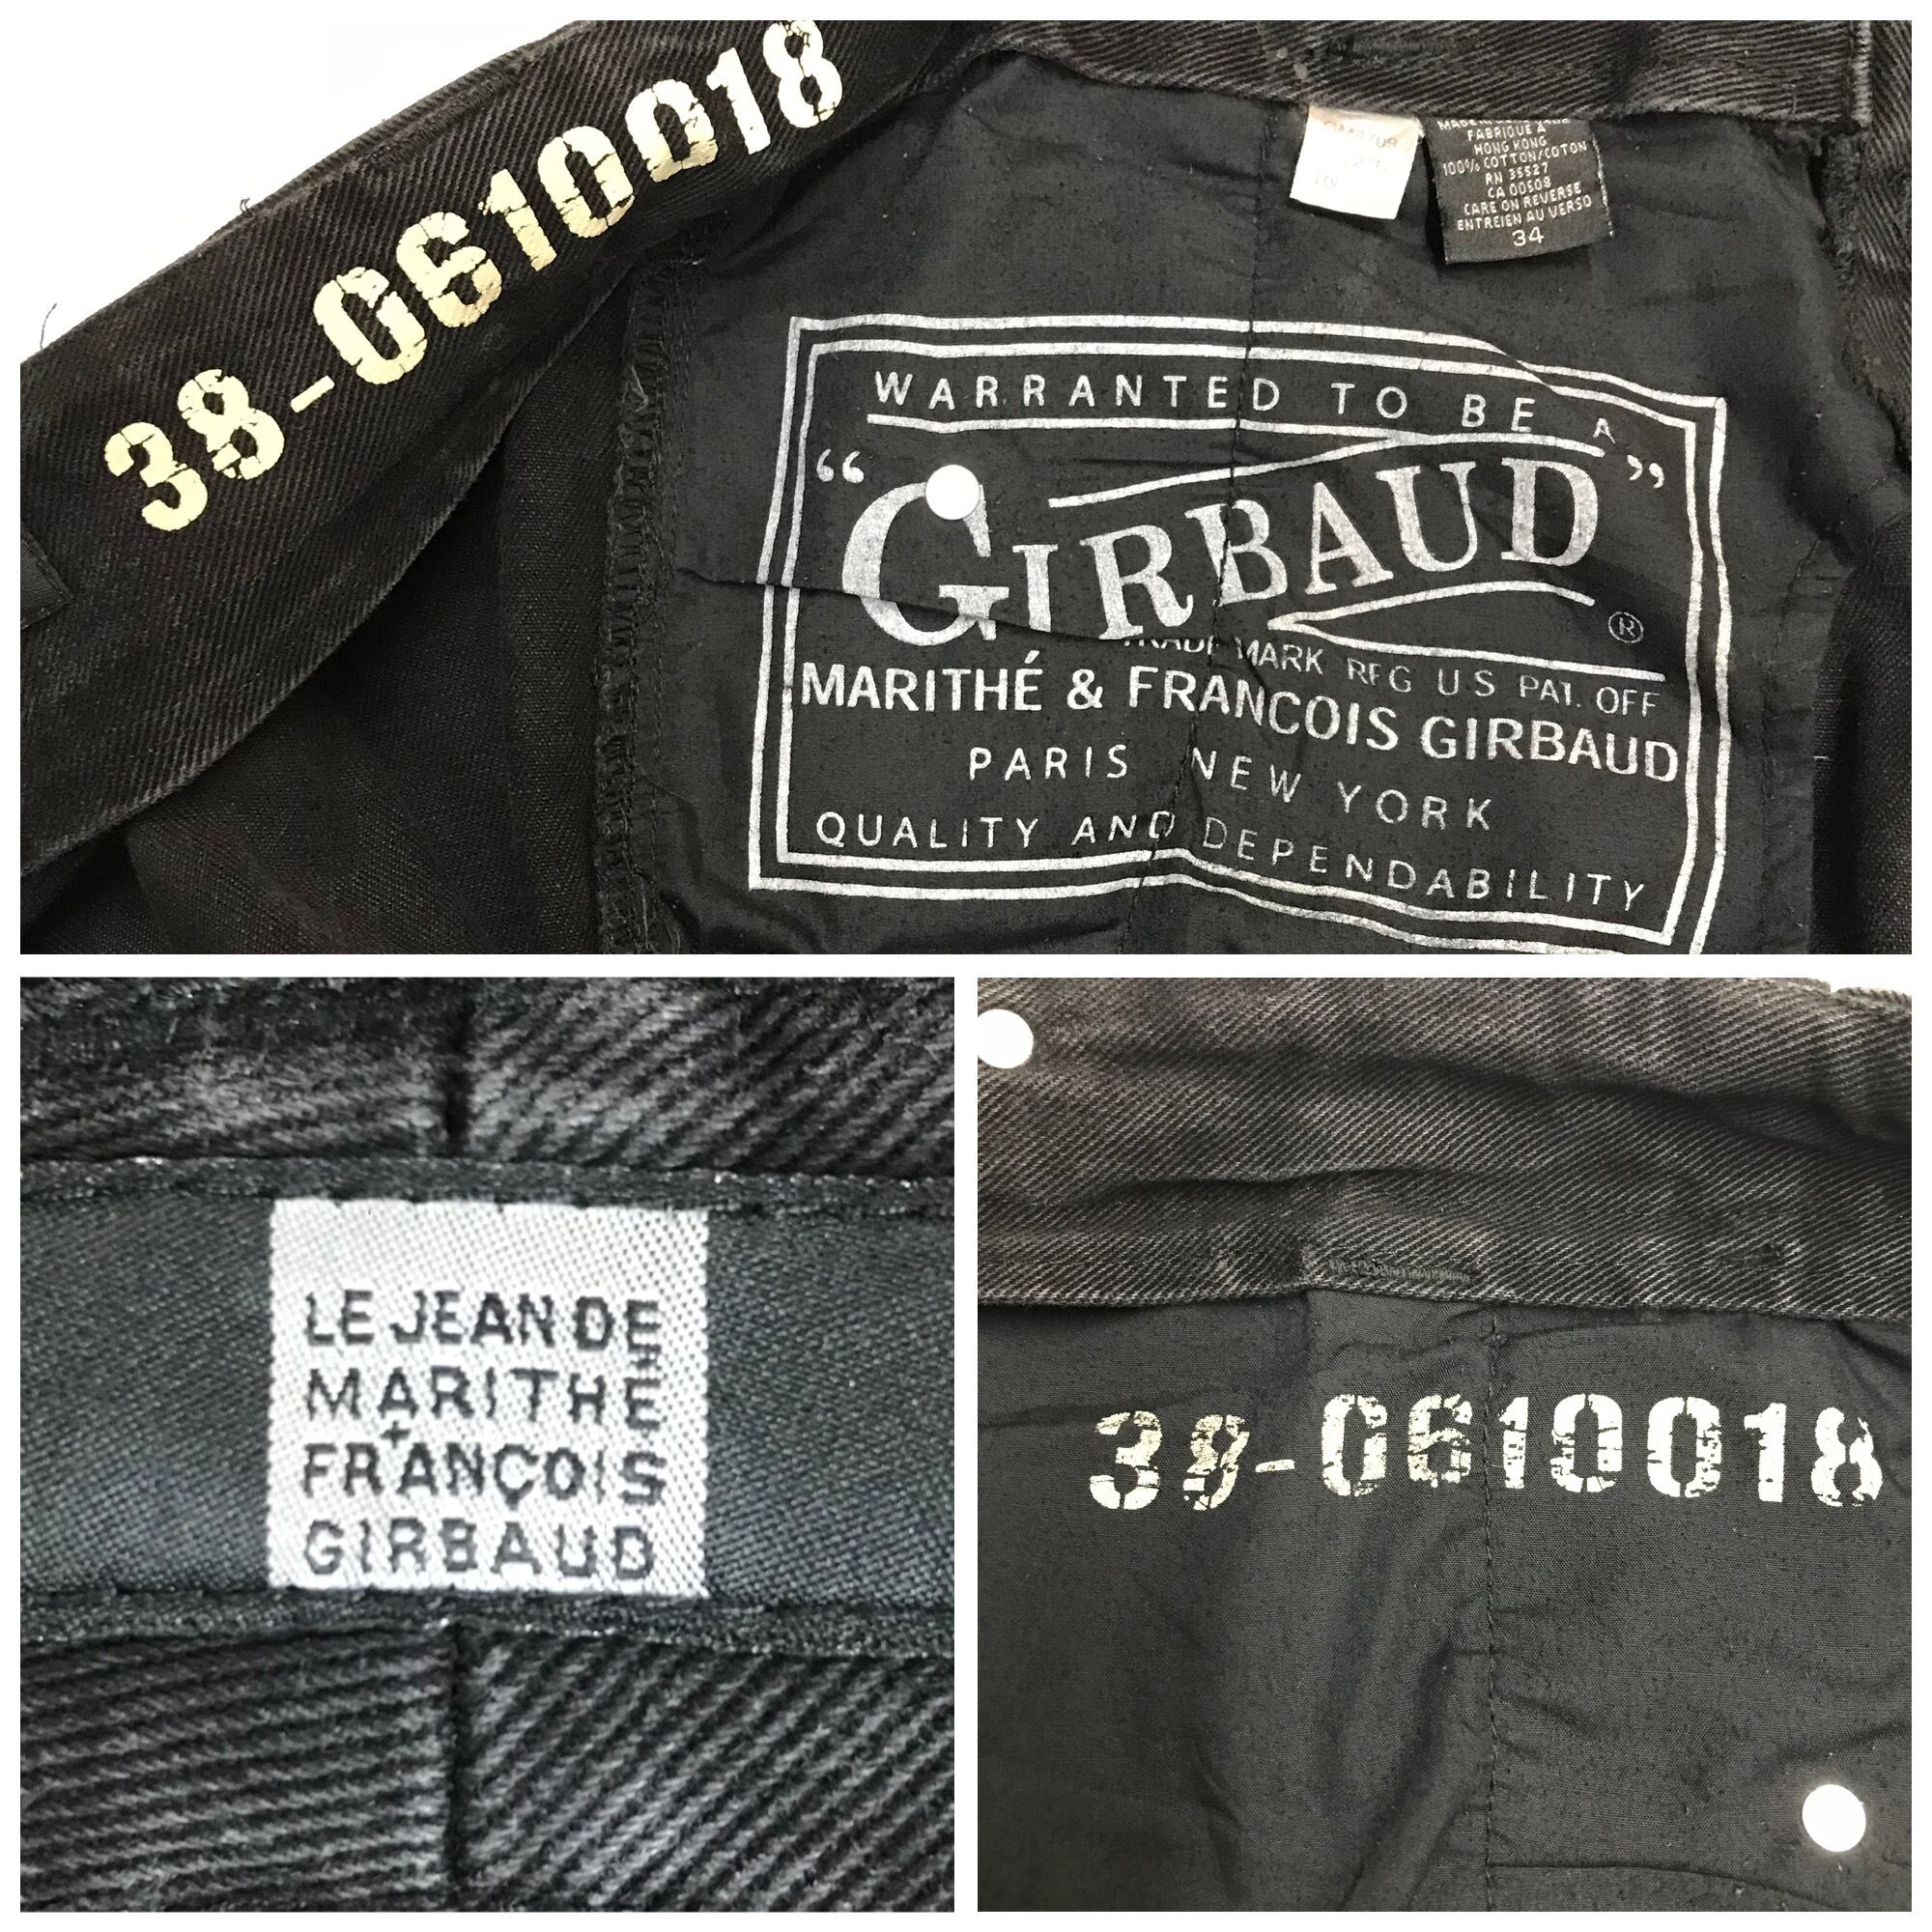 38-0610018
FABRIQUE A
HONG KONG
100% COTTON/COTON
RN 35527
CA 00508
CARE ON REVERSE
ENTREIEN AU VERSO
34
WARRANTED TO BE A
“GIRBAUD”
®
TRADE MARK REG US PAT. OFF
MARITHÉ & FRANCOIS GIRBAUD
PARIS NEW YORK
QUALITY AND DEPENDABILITY
LE JEAN DE
MARITHE
+
FRANÇOIS
GIRBAUD
38-0610018